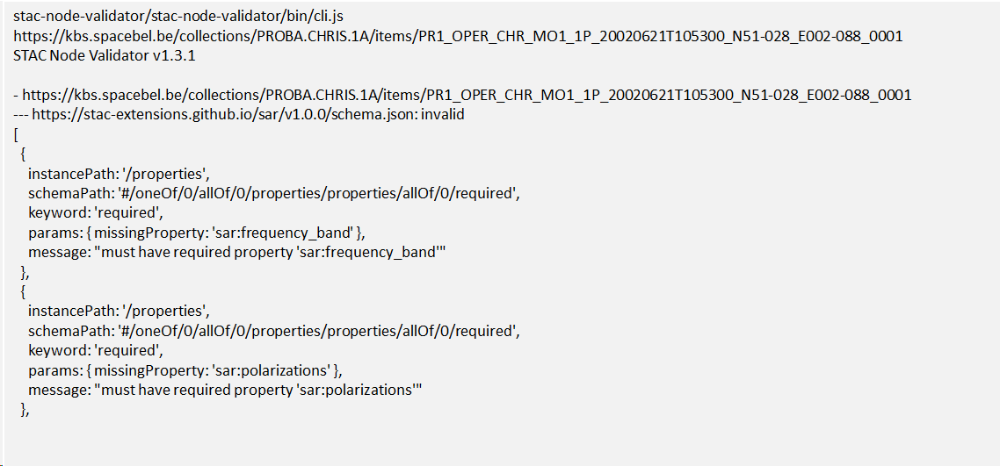 stac-node-validator/stac-node-validator/bin/cli.js
https://kbs.spacebel.be/collections/PROBA.CHRIS.1A/items/PR1_OPER_CHR_MO1_1P_20020621T105300_N51-028_E002-088_0001
STAC Node Validator v1.3.1
- https://kbs.spacebel.be/collections/PROBA.CHRIS.1A/items/PR1_OPER_CHR_MO1_1P_20020621T105300_N51-028_E002-088_0001
--- https://stac-extensions.github.io/sar/v1.0.0/schema.json: invalid
[
{
instancePath: '/properties',
schemaPath: '#/oneOf/0/allOf/0/properties/properties/allOf/0/required',
keyword: 'required',
params: { missingProperty: 'sar:frequency_band' },
message: "must have required property 'sar:frequency_band'"
},
{
instancePath: '/properties',
schemaPath: '#/oneOf/0/allOf/0/properties/properties/allOf/0/required',
keyword: 'required',
params: { missingProperty: 'sar:polarizations' },
message: "must have required property 'sar:polarizations'"
},